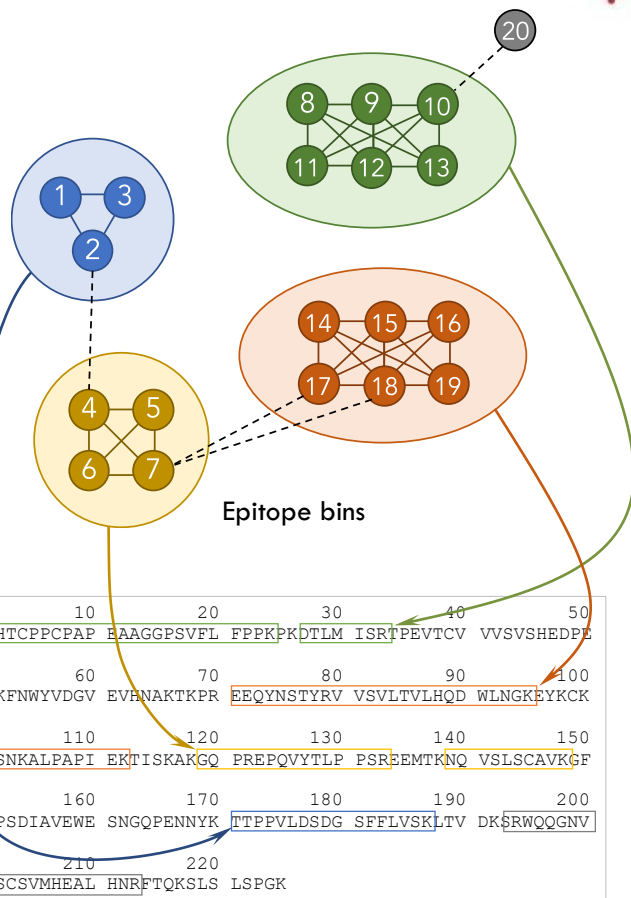 20
8 9 10
11 12 13
1 3
2
14 15 16
17 18 19
4 5
6 7
Epitope bins
10 20 30 40 50
HTCPPCPAP EAAGGPSVFL FPPKPKDTLM ISRTPEVTCV VVSVSHEDPE
60 70 80 90 100
KFNWYVDGV EVHNAKTKPR EEQYNSTYRV VSVLTVLHQD WLNGKEYKCK
110 120 130 140 150
SNKALPAPI EKTISKAKGQ PREPQVYTLP PSREEMTKNQ VSLSCAVKGF
160 170 180 190 200
PSDIAVEWE SNGQPENNYK TTPPVLDSDG SFFLVSKLTV DKSRWQQGNV
210 220
SCSVMHEAL HNRFTQKSLS LSPGK